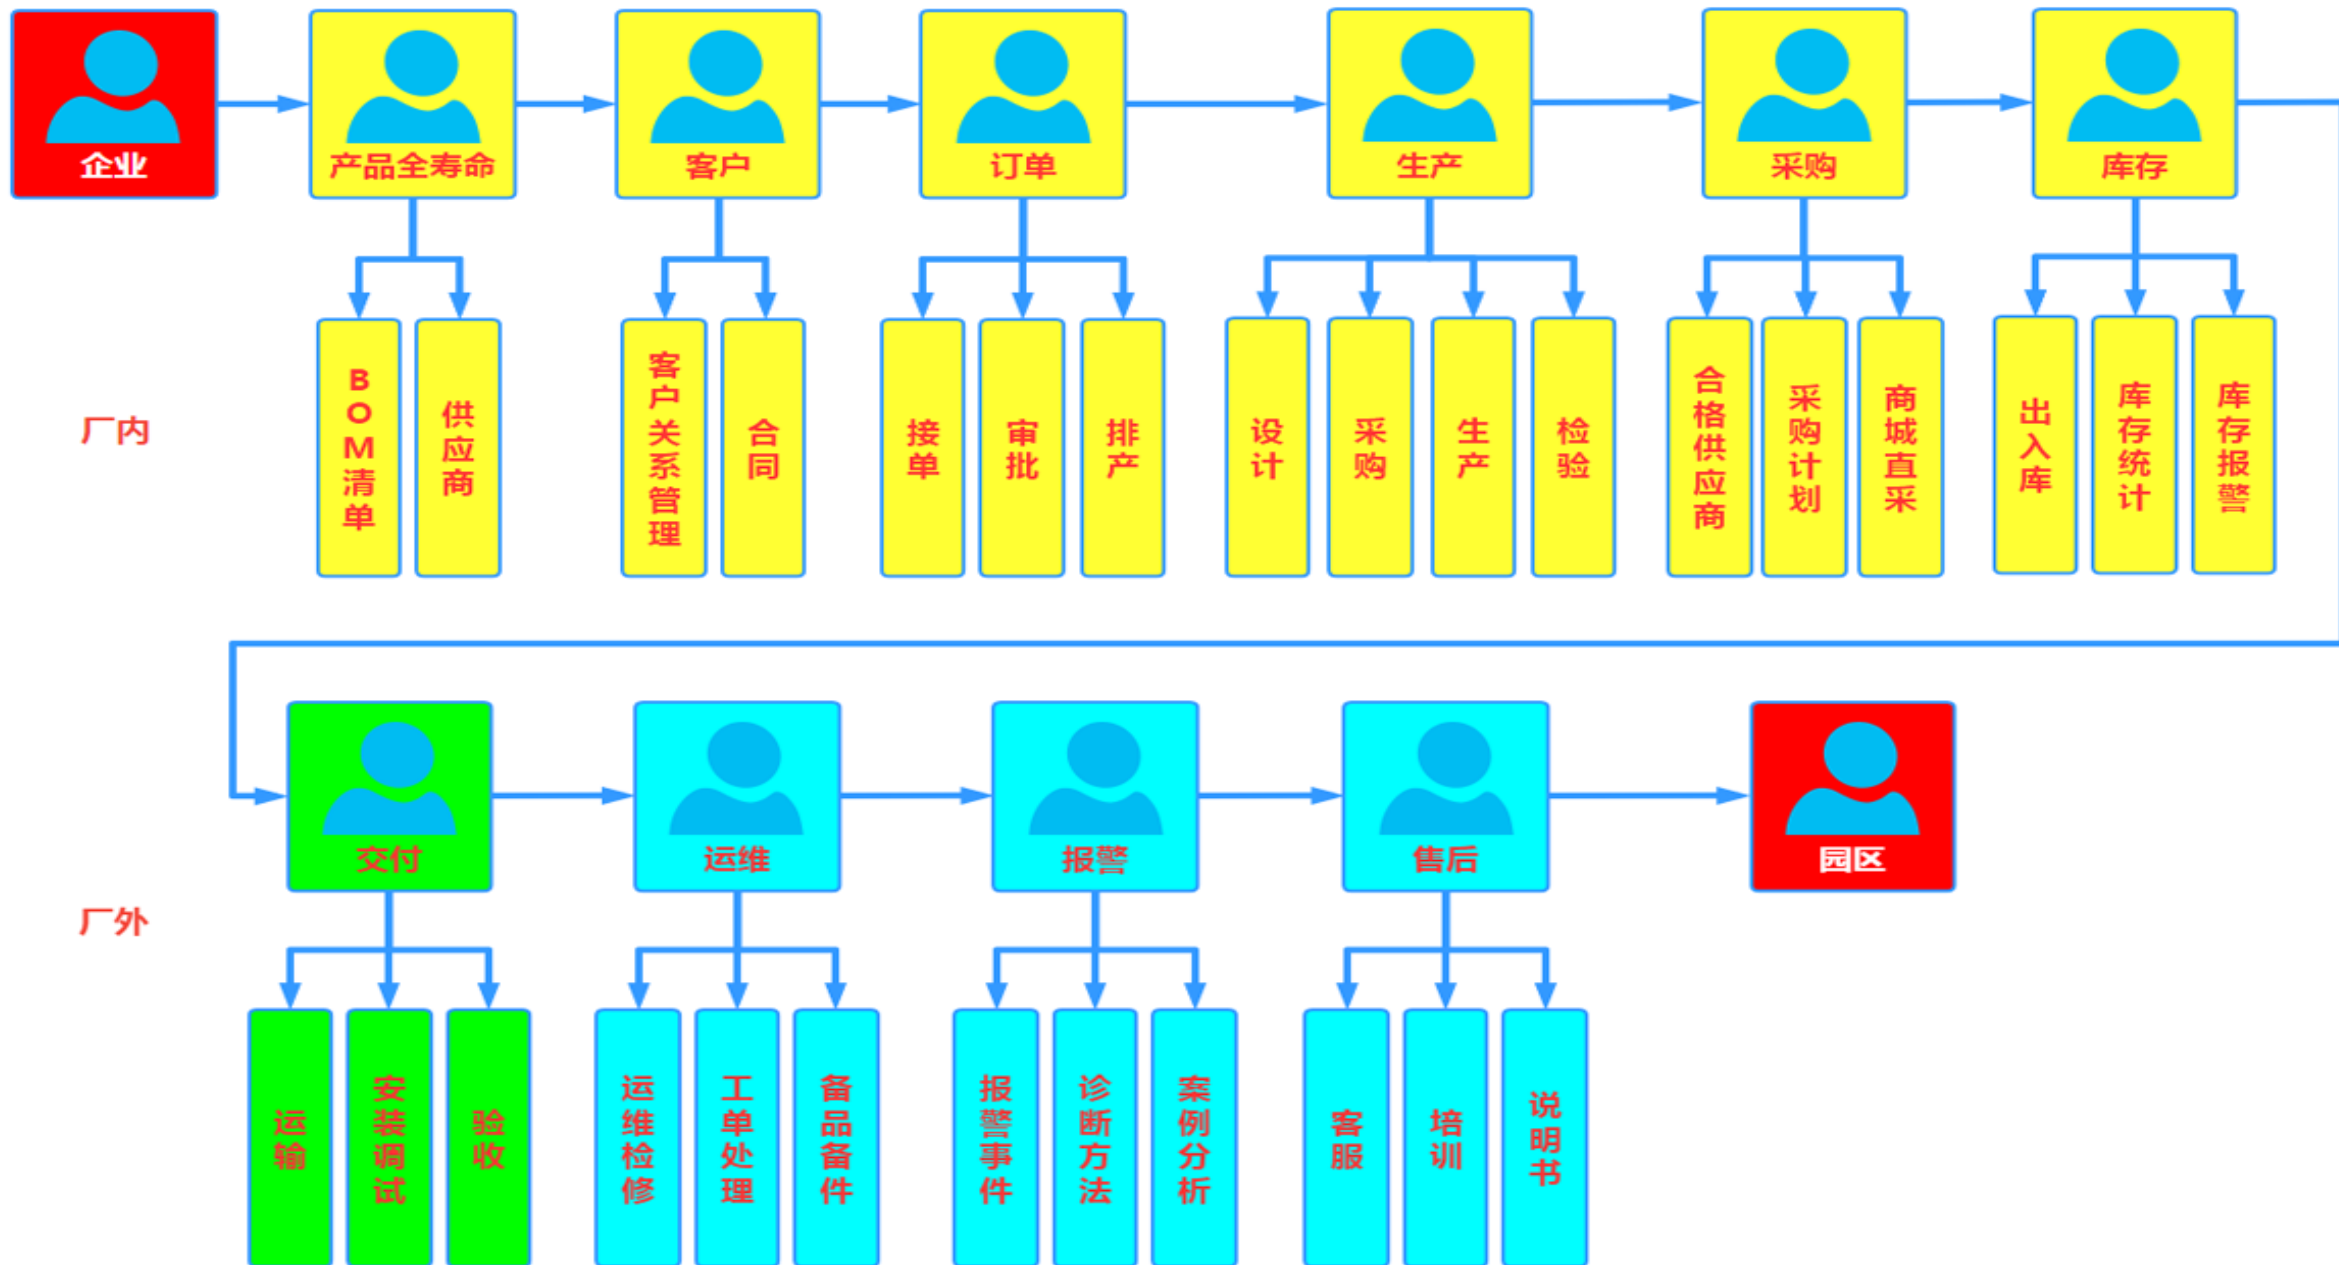 企业
产品全寿命
客户
订单
生产
采购
库存
厂内
BOM清单
供应商
客户关系管理
合同
接单
审批
排产
设计
采购
生产
检验
合格供应商
采购计划
商城直采
出入库
库存统计
库存报警
交付
运维
报警
售后
园区
厂外
运输
安装调试
验收
运维检修
工单处理
备品备件
报警事件
诊断方法
案例分析
客服
培训
说明书